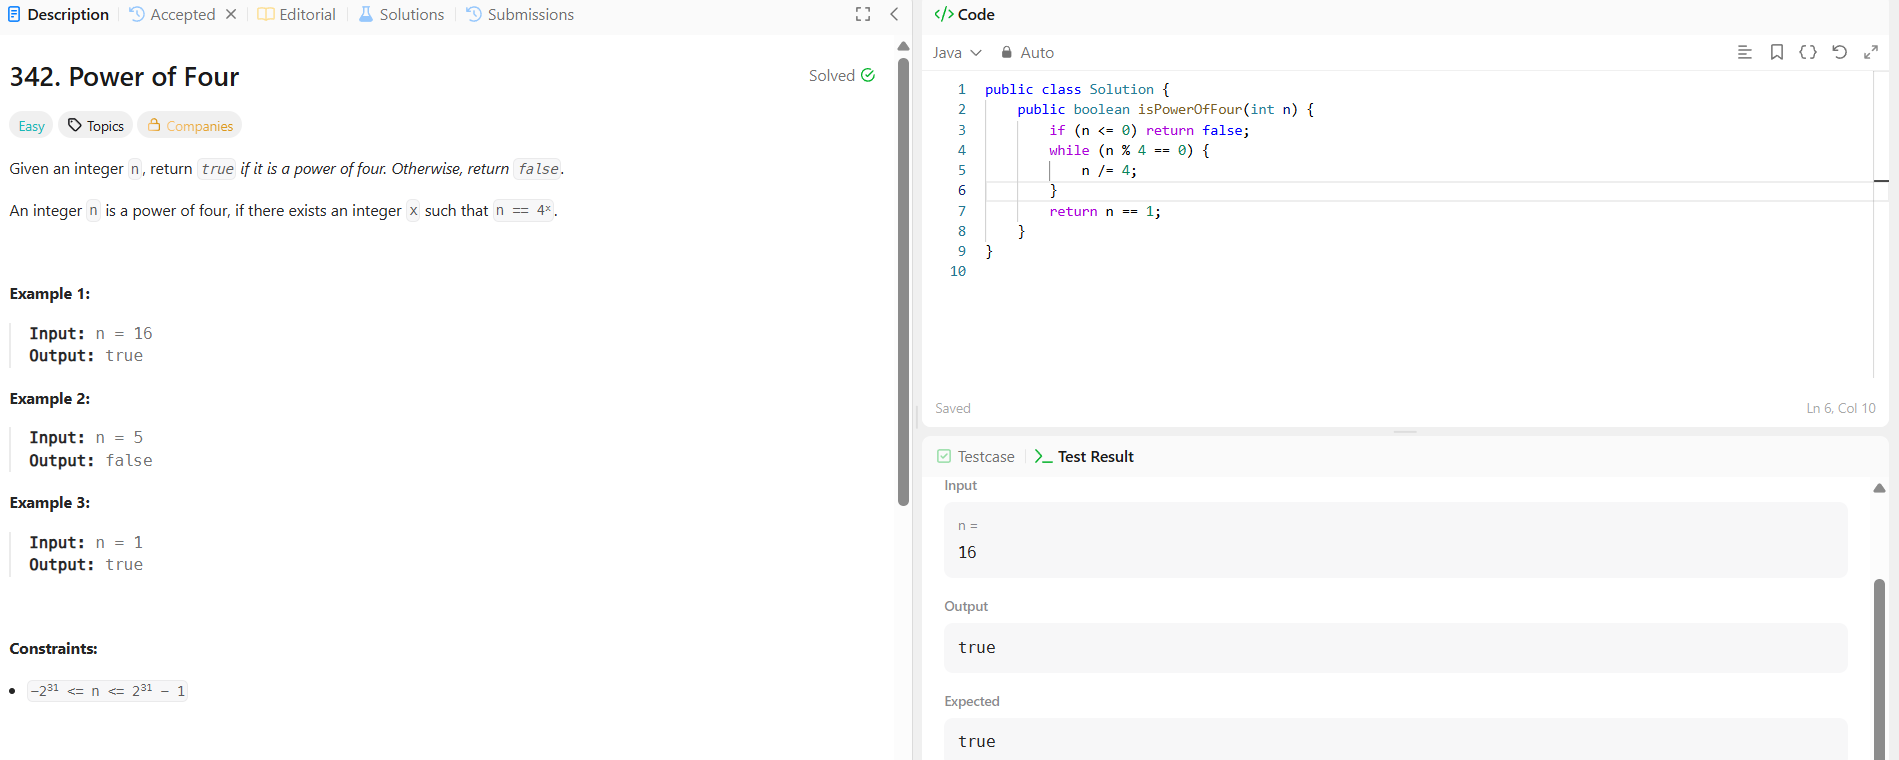 Description
Accepted
Editorial
Solutions
Submissions
342. Power of Four
Solved
Easy
Topics
Companies
Given an integer n, return true if it is a power of four. Otherwise, return false.
An integer n is a power of four, if there exists an integer x such that n == 4ˣ.
Example 1:
Input: n = 16
Output: true
Example 2:
Input: n = 5
Output: false
Example 3:
Input: n = 1
Output: true
Constraints:
• -2³¹ <= n <= 2³¹ - 1
</> Code
Java
Auto
1 public class Solution {
2     public boolean isPowerOfFour(int n) {
3         if (n <= 0) return false;
4         while (n % 4 == 0) {
5             n /= 4;
6         }
7         return n == 1;
8     }
9 }
10
Saved
Ln 6, Col 10
Testcase
>_ Test Result
Input
n =
16
Output
true
Expected
true